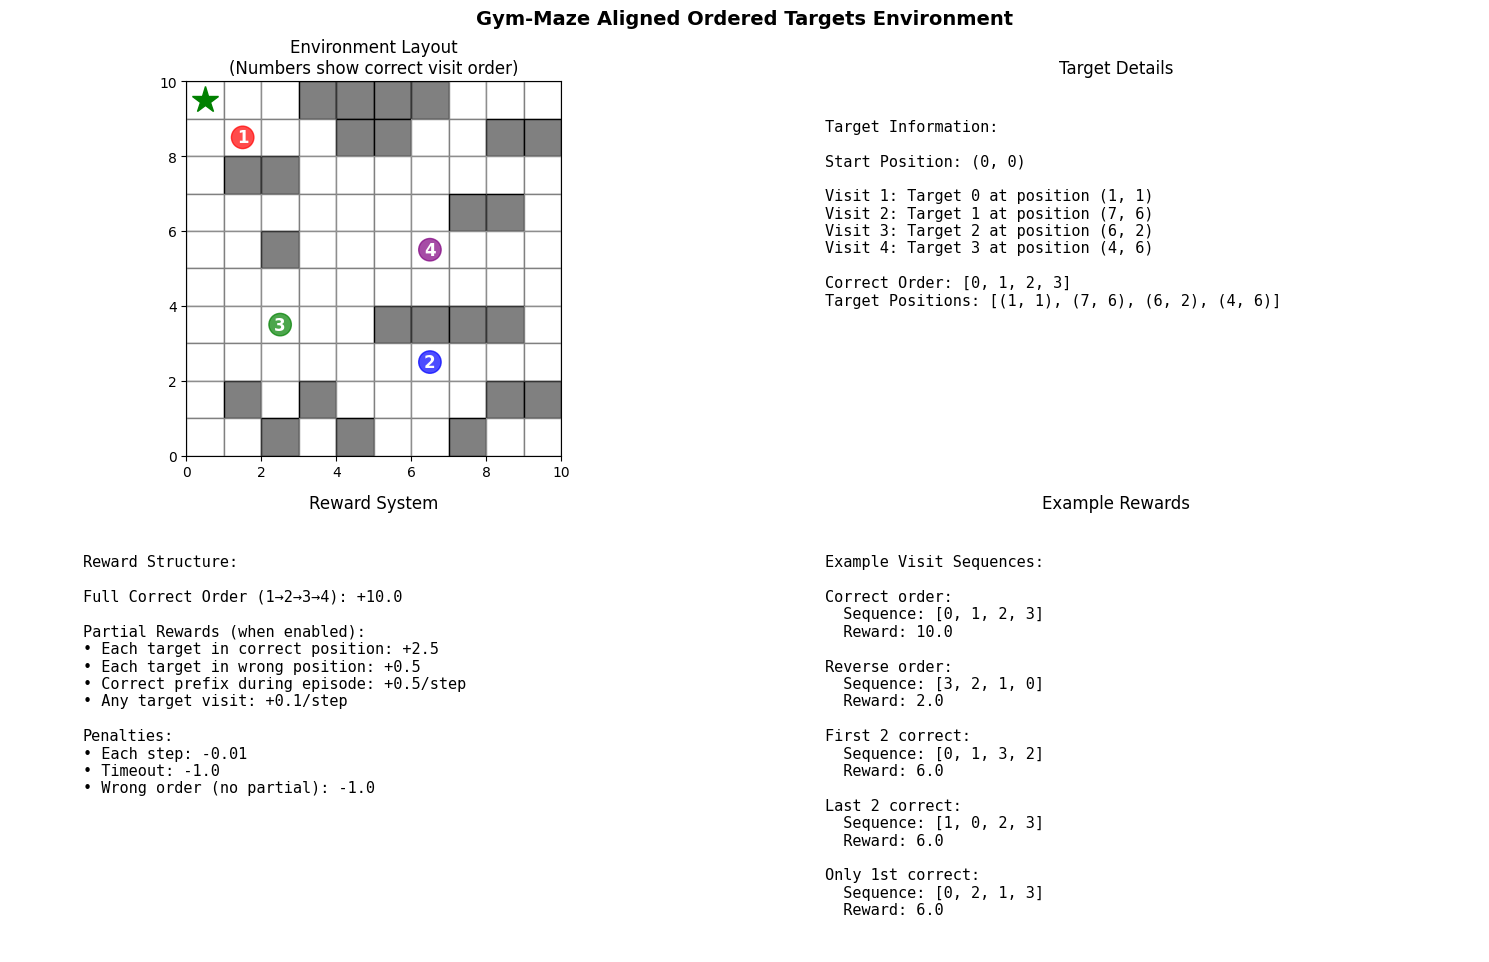 Gym-Maze Aligned Ordered Targets Environment
Environment Layout
(Numbers show correct visit order)
10
8
6
4
2
0
0 2 4 6 8 10
1
4
3
2
Target Details
Target Information:
Start Position: (0, 0)
Visit 1: Target 0 at position (1, 1)
Visit 2: Target 1 at position (7, 6)
Visit 3: Target 2 at position (6, 2)
Visit 4: Target 3 at position (4, 6)
Correct Order: [0, 1, 2, 3]
Target Positions: [(1, 1), (7, 6), (6, 2), (4, 6)]
Reward System
Reward Structure:
Full Correct Order (1→2→3→4): +10.0
Partial Rewards (when enabled):
• Each target in correct position: +2.5
• Each target in wrong position: +0.5
• Correct prefix during episode: +0.5/step
• Any target visit: +0.1/step
Penalties:
• Each step: -0.01
• Timeout: -1.0
• Wrong order (no partial): -1.0
Example Rewards
Example Visit Sequences:
Correct order:
Sequence: [0, 1, 2, 3]
Reward: 10.0
Reverse order:
Sequence: [3, 2, 1, 0]
Reward: 2.0
First 2 correct:
Sequence: [0, 1, 3, 2]
Reward: 6.0
Last 2 correct:
Sequence: [1, 0, 2, 3]
Reward: 6.0
Only 1st correct:
Sequence: [0, 2, 1, 3]
Reward: 6.0